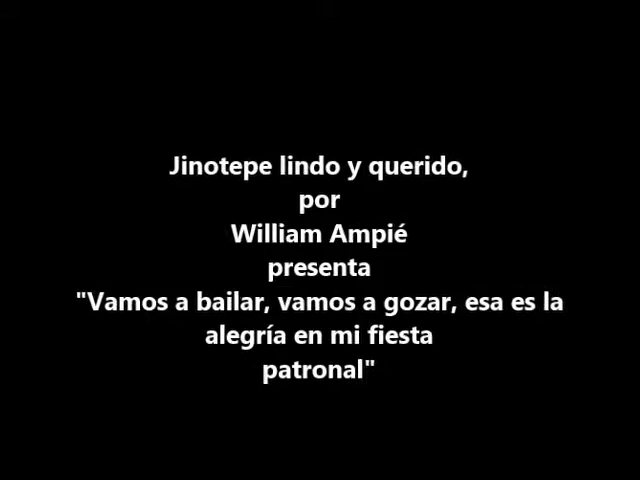 Jinotepe lindo y querido,
por
William Ampié
presenta
"Vamos a bailar, vamos a gozar, esa es la
alegría en mi fiesta
patronal"